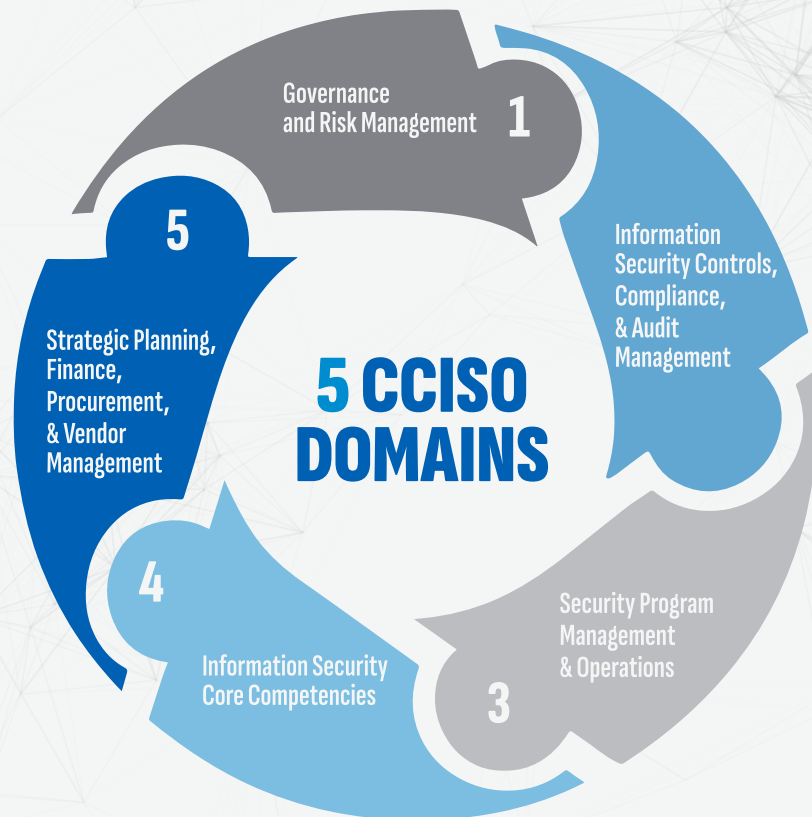 Governance
and Risk Management
1
Information
Security Controls,
Compliance,
& Audit
Management
Security Program
Management
& Operations
3
Information Security
Core Competencies
4
Strategic Planning,
Finance,
Procurement,
& Vendor
Management
5
5 CCISO
DOMAINS